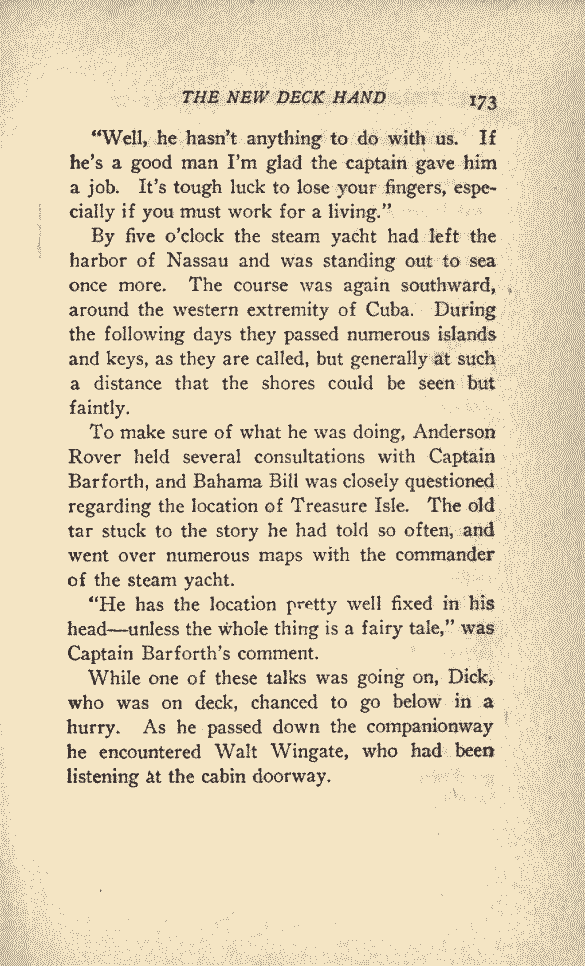 THE NEW DECK HAND 173
"Well, he hasn't anything to do with us. If
he's a good man I'm glad the captain gave him
a job. It's tough luck to lose your fingers, espe-
cially if you must work for a living."
By five o'clock the steam yacht had left the
harbor of Nassau and was standing out to sea
once more. The course was again southward,
around the western extremity of Cuba. During
the following days they passed numerous islands
and keys, as they are called, but generally at such
a distance that the shores could be seen but
faintly.
To make sure of what he was doing, Anderson
Rover held several consultations with Captain
Barforth, and Bahama Bill was closely questioned
regarding the location of Treasure Isle. The old
tar stuck to the story he had told so often, and
went over numerous maps with the commander
of the steam yacht.
"He has the location pretty well fixed in his
head—unless the whole thing is a fairy tale," was
Captain Barforth's comment.
While one of these talks was going on, Dick,
who was on deck, chanced to go below in a
hurry. As he passed down the companionway
he encountered Walt Wingate, who had been
listening at the cabin doorway.